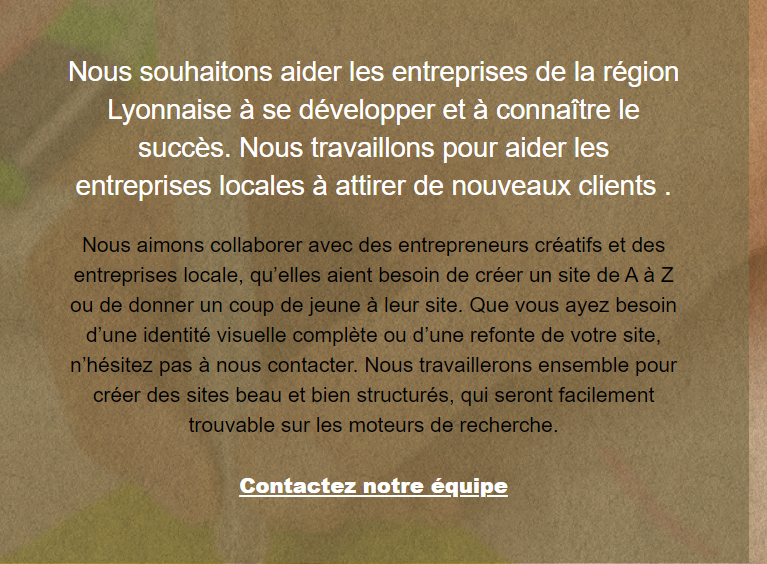 Nous souhaitons aider les entreprises de la région
Lyonnaise à se développer et à connaître le
succès. Nous travaillons pour aider les
entreprises locales à attirer de nouveaux clients .
Nous aimons collaborer avec des entrepreneurs créatifs et des
entreprises locale, qu’elles aient besoin de créer un site de A à Z
ou de donner un coup de jeune à leur site. Que vous ayez besoin
d’une identité visuelle complète ou d’une refonte de votre site,
n’hésitez pas à nous contacter. Nous travaillerons ensemble pour
créer des sites beau et bien structurés, qui seront facilement
trouvable sur les moteurs de recherche.
Contactez notre équipe